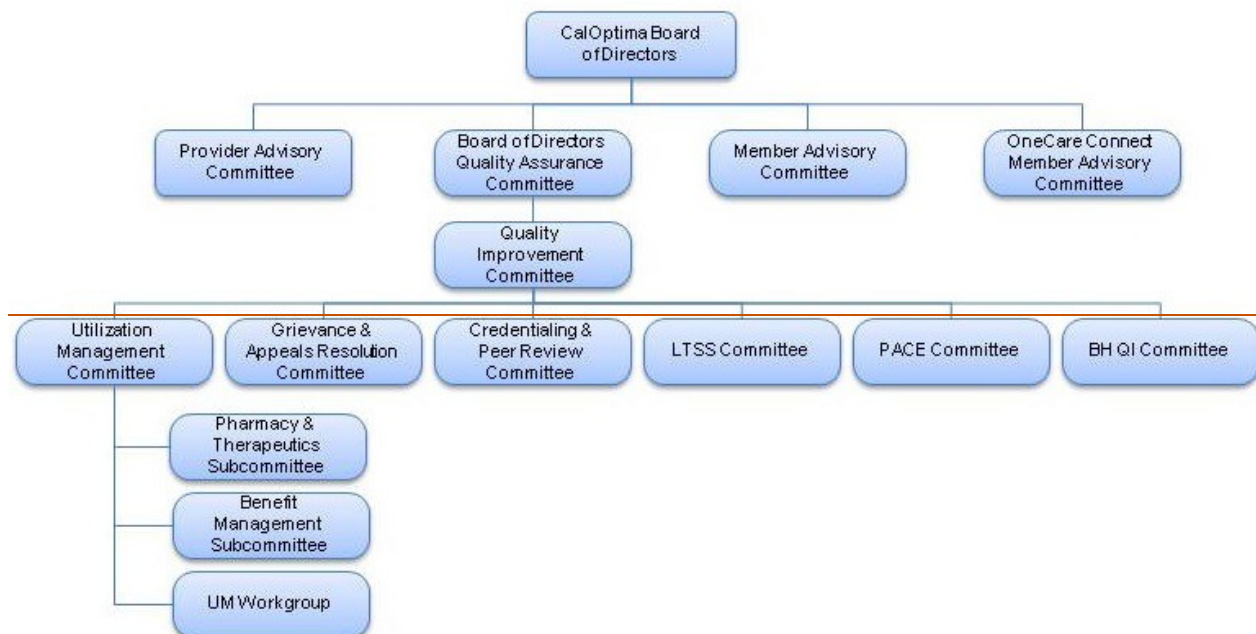 CalOptima Board
of Directors
Provider Advisory
Committee
Board of Directors
Quality Assurance
Committee
Member Advisory
Committee
OneCare Connect
Member Advisory
Committee
Quality
Improvement
Committee
Utilization
Management
Committee
Grievance &
Appeals Resolution
Committee
Credentialing &
Peer Review
Committee
LTSS Committee
PACE Committee
BH QI Committee
Pharmacy &
Therapeutics
Subcommittee
Benefit
Management
Subcommittee
UM Workgroup